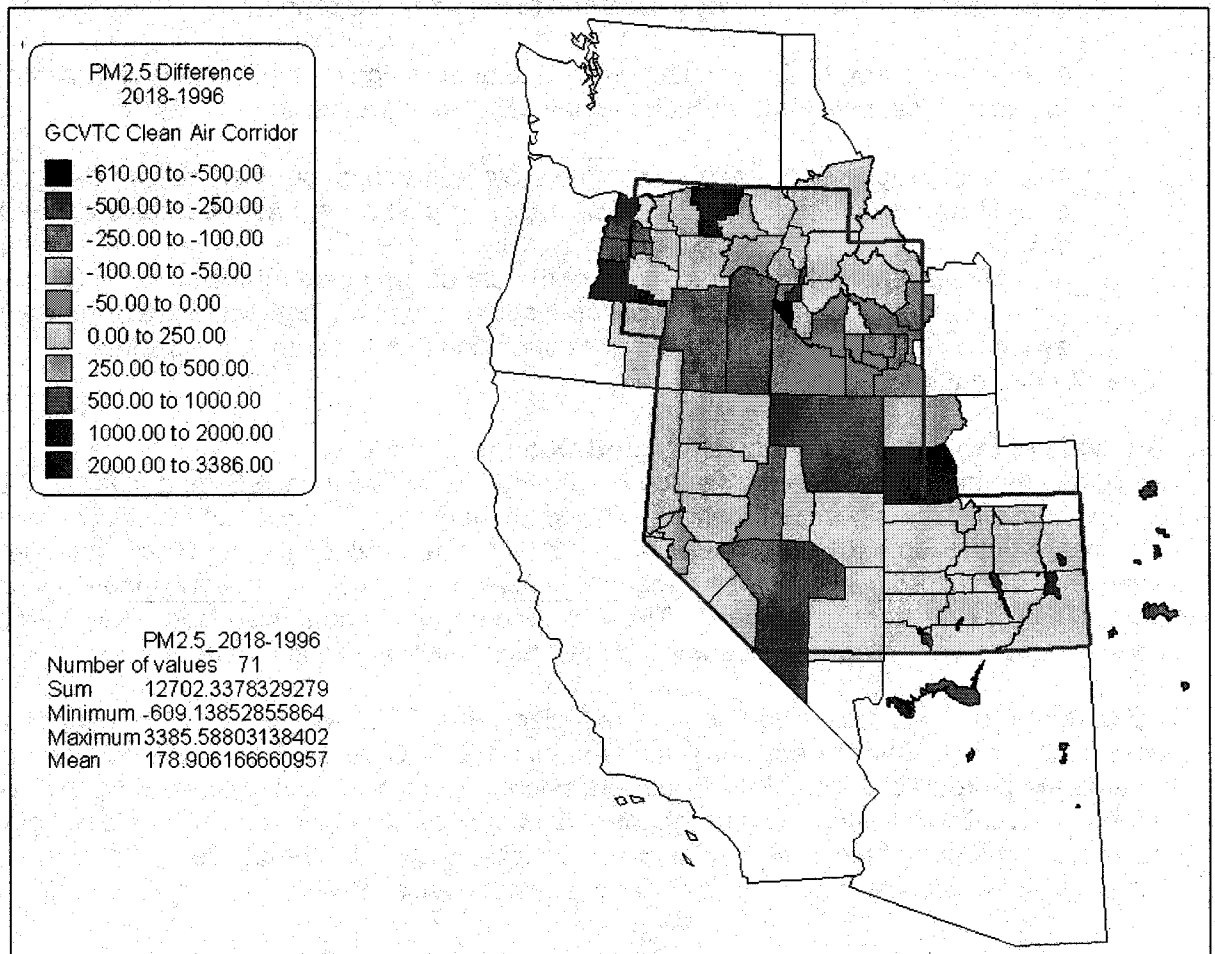 PM2.5 Difference
2018-1996
GCVTC Clean Air Corridor
-610.00 to -500.00
-500.00 to -250.00
-250.00 to -100.00
-100.00 to -50.00
-50.00 to 0.00
0.00 to 250.00
250.00 to 500.00
500.00 to 1000.00
1000.00 to 2000.00
2000.00 to 3386.00
PM2.5_2018-1996
Number of values 71
Sum 12702.3378329279
Minimum -609.13852855864
Maximum 3385.58803138402
Mean 178.906166660957